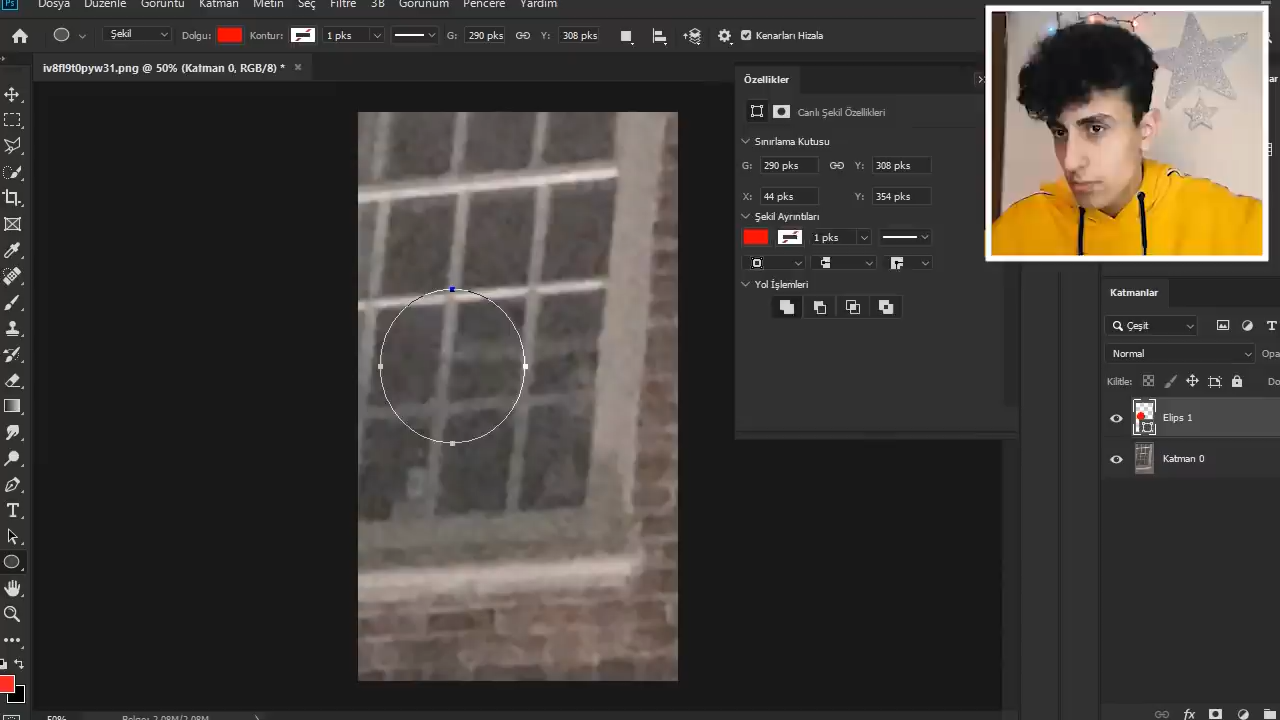 Ps Dosya Düzenle Görüntü Katman Metin Seç Filtre 3B Görünüm Pencere Yardım
Şekil Dolgu: Kontur: 1 pks G: 290 pks Y: 308 pks Kenarları Hizala
iv8fl9t0pyw31.png @ 50% (Katman 0, RGB/8) *
Özellikler
Canlı Şekil Özellikleri
Sınırlama Kutusu
G: 290 pks Y: 308 pks
X: 44 pks Y: 354 pks
Şekil Ayrıntıları
1 pks
Yol İşlemleri
Katmanlar
Çeşit T
Normal
Kilitle:
Elips 1
Katman 0
fx